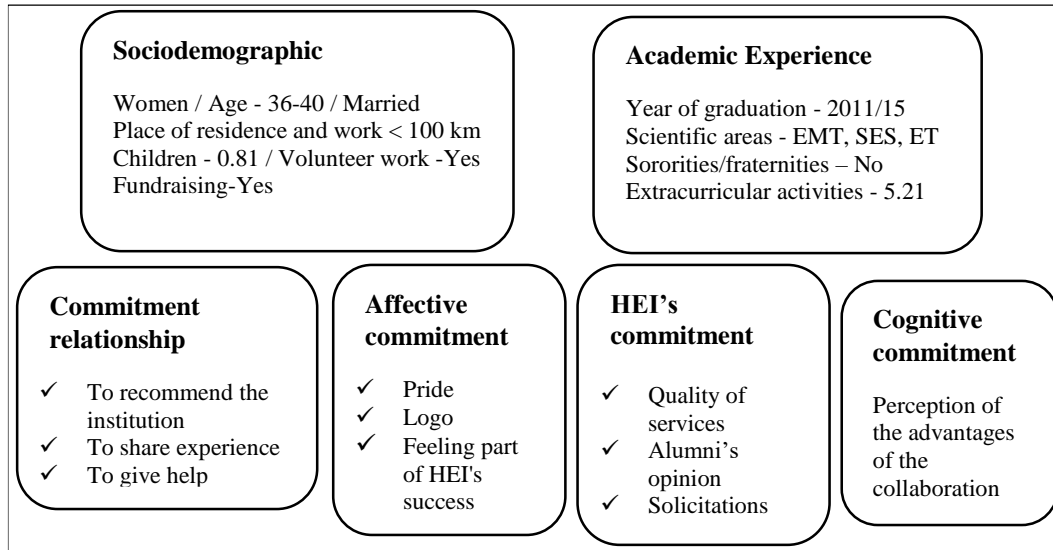 Sociodemographic
Women / Age - 36-40 / Married
Place of residence and work < 100 km
Children - 0.81 / Volunteer work -Yes
Fundraising-Yes
Academic Experience
Year of graduation - 2011/15
Scientific areas - EMT, SES, ET
Sororities/fraternities – No
Extracurricular activities - 5.21
Commitment
relationship
✓ To recommend the
institution
✓ To share experience
✓ To give help
Affective
commitment
✓ Pride
✓ Logo
✓ Feeling part
of HEI's
success
HEI’s
commitment
✓ Quality of
services
✓ Alumni’s
opinion
✓ Solicitations
Cognitive
commitment
Perception of
the advantages
of the
collaboration